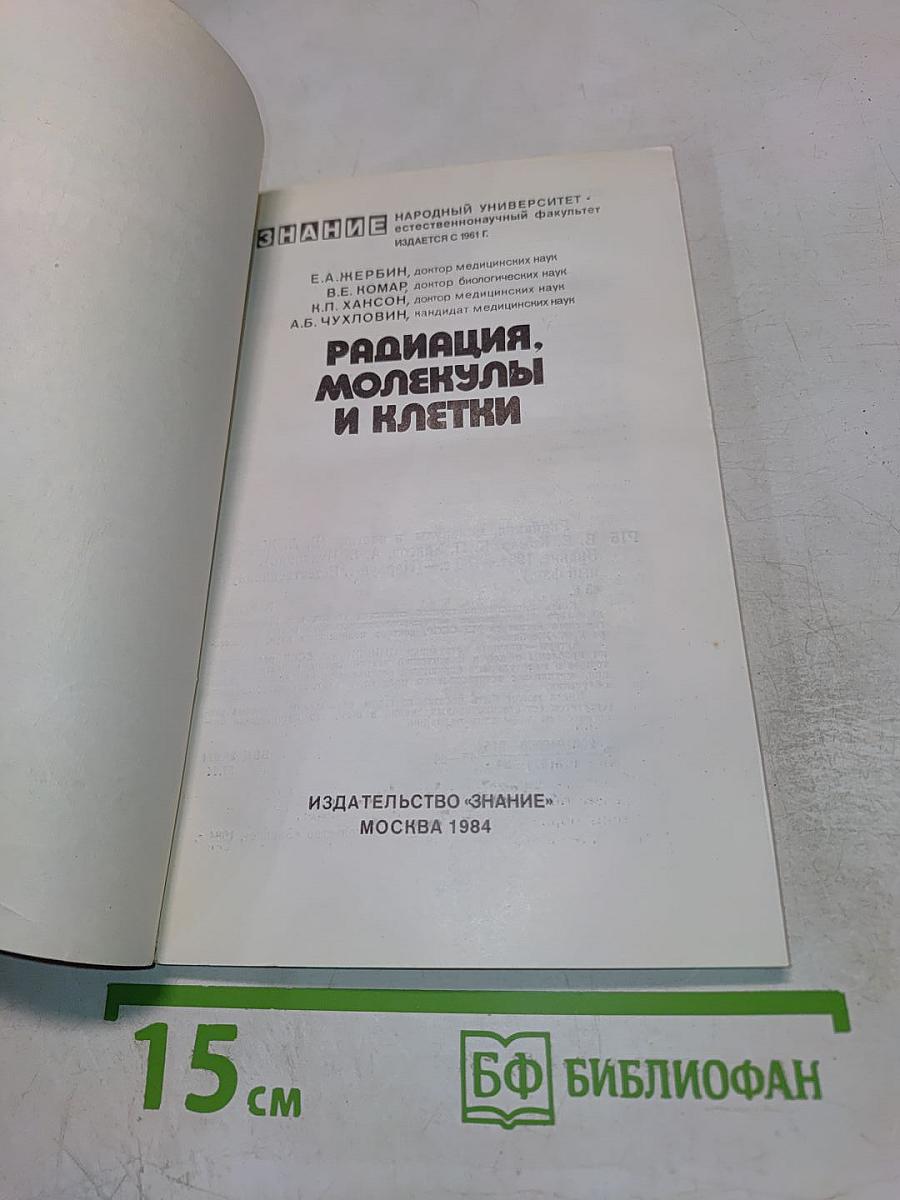 ЗНАНИЕ
НАРОДНЫЙ УНИВЕРСИТЕТ •
естественнонаучный факультет
ИЗДАЕТСЯ С 1961 Г.
Е.А.ЖЕРБИН, доктор медицинских наук
В.Е. КОМАР, доктор биологических наук
К.П. ХАНСОН, доктор медицинских наук
А.Б. ЧУХЛОВИН, кандидат медицинских наук
РАДИАЦИЯ,
МОЛЕКУЛЫ
И КЛЕТКИ
ИЗДАТЕЛЬСТВО «ЗНАНИЕ»
МОСКВА 1984
15 см
БФ БИБЛИОФАН